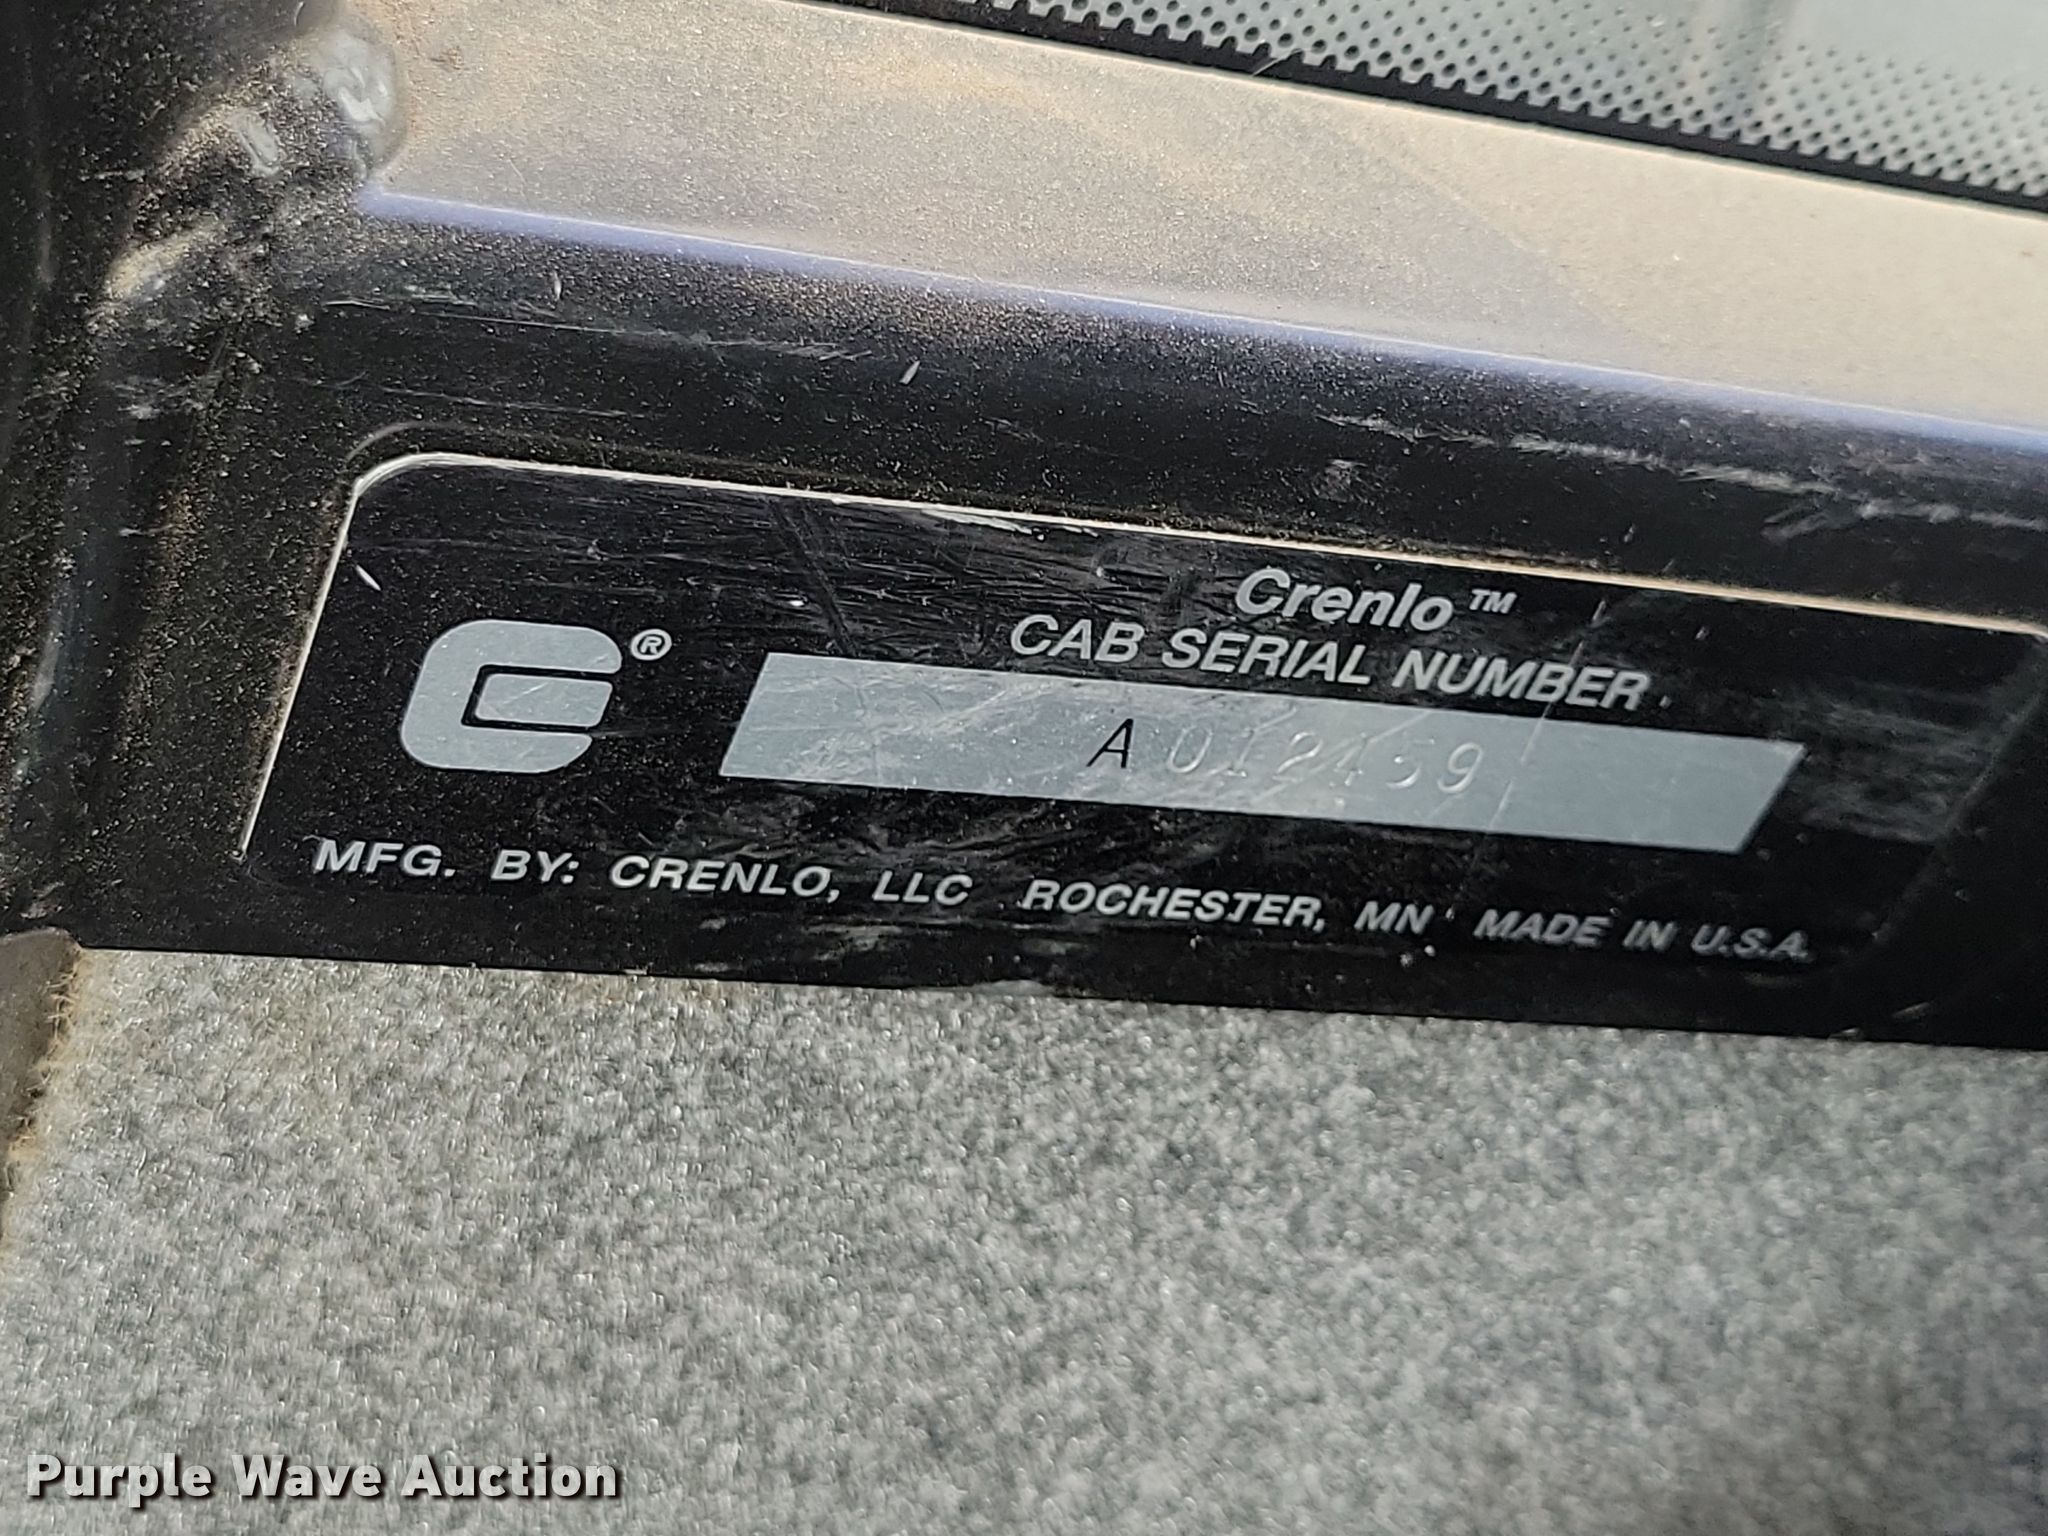 Crenlo™
CAB SERIAL NUMBER
®
A 012459
MFG. BY: CRENLO, LLC ROCHESTER, MN MADE IN U.S.A.
Purple Wave Auction